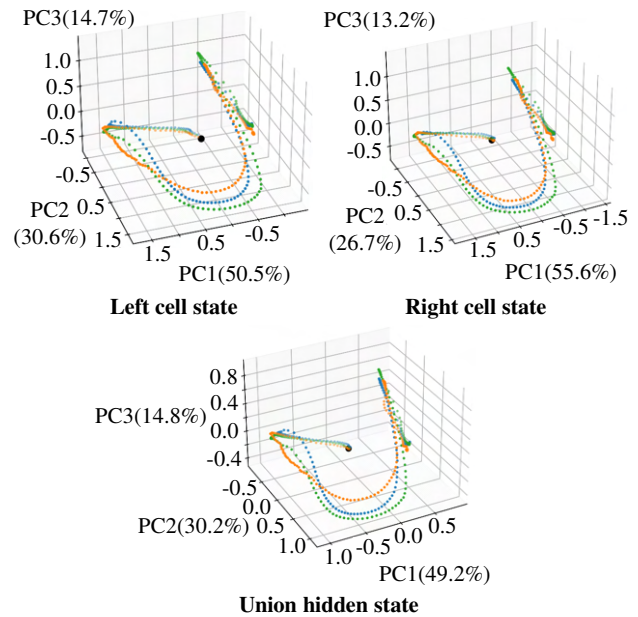 PC3(14.7%)
1.0
0.5
0.0
-0.5
-0.5
PC2 0.5
(30.6%) 1.5
1.5 0.5 -0.5
PC1(50.5%)
Left cell state
PC3(13.2%)
1.0
0.5
0.0
-0.5
-0.5
PC2 0.5
(26.7%) 1.5
1.5 0.5 -0.5 -1.5
PC1(55.6%)
Right cell state
0.8
PC3(14.8%) 0.4
0.0
-0.4
-0.5
0.0
PC2(30.2%) 0.5
1.0
1.0 -0.5 0.0 0.5
PC1(49.2%)
Union hidden state